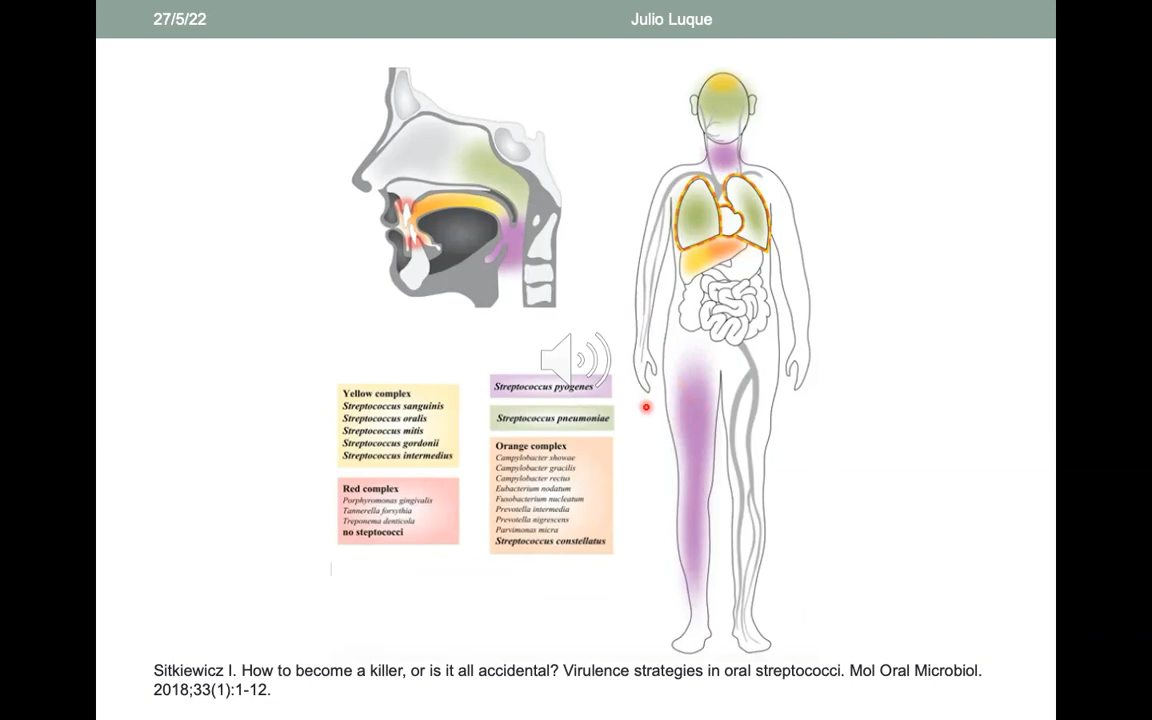 27/5/22
Julio Luque
Yellow complex
Streptococcus sanguinis
Streptococcus oralis
Streptococcus mitis
Streptococcus gordonii
Streptococcus intermedius
Red complex
Porphyromonas gingivalis
Tannerella forsythia
Treponema denticola
no steptococci
Streptococcus pyogenes
Streptococcus pneumoniae
Orange complex
Campylobacter showae
Campylobacter gracilis
Campylobacter rectus
Eubacterium nodatum
Fusobacterium nucleatum
Prevotella intermedia
Prevotella nigrescens
Parvimonas micra
Streptococcus constellatus
Sitkiewicz I. How to become a killer, or is it all accidental? Virulence strategies in oral streptococci. Mol Oral Microbiol.
2018;33(1):1-12.